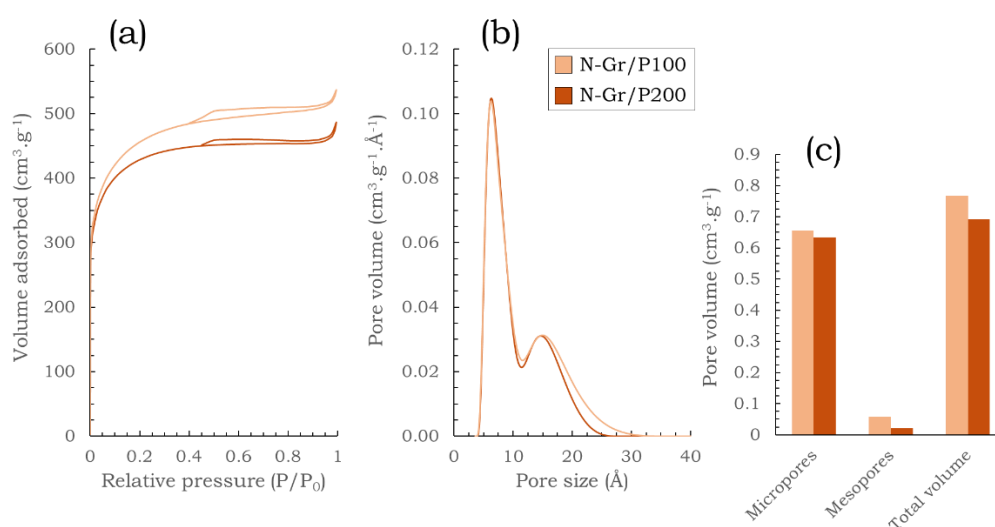 (a)
Volume adsorbed (cm³.g⁻¹)
600
500
400
300
200
100
0
0 0.2 0.4 0.6 0.8 1
Relative pressure (P/P₀)
(b)
N-Gr/P100
N-Gr/P200
Pore volume (cm³.g⁻¹.Å⁻¹)
0.12
0.10
0.08
0.06
0.04
0.02
0.00
0 10 20 30 40
Pore size (Å)
(c)
Pore volume (cm³.g⁻¹)
0.9
0.8
0.7
0.6
0.5
0.4
0.3
0.2
0.1
0
Micropores
Mesopores
Total volume